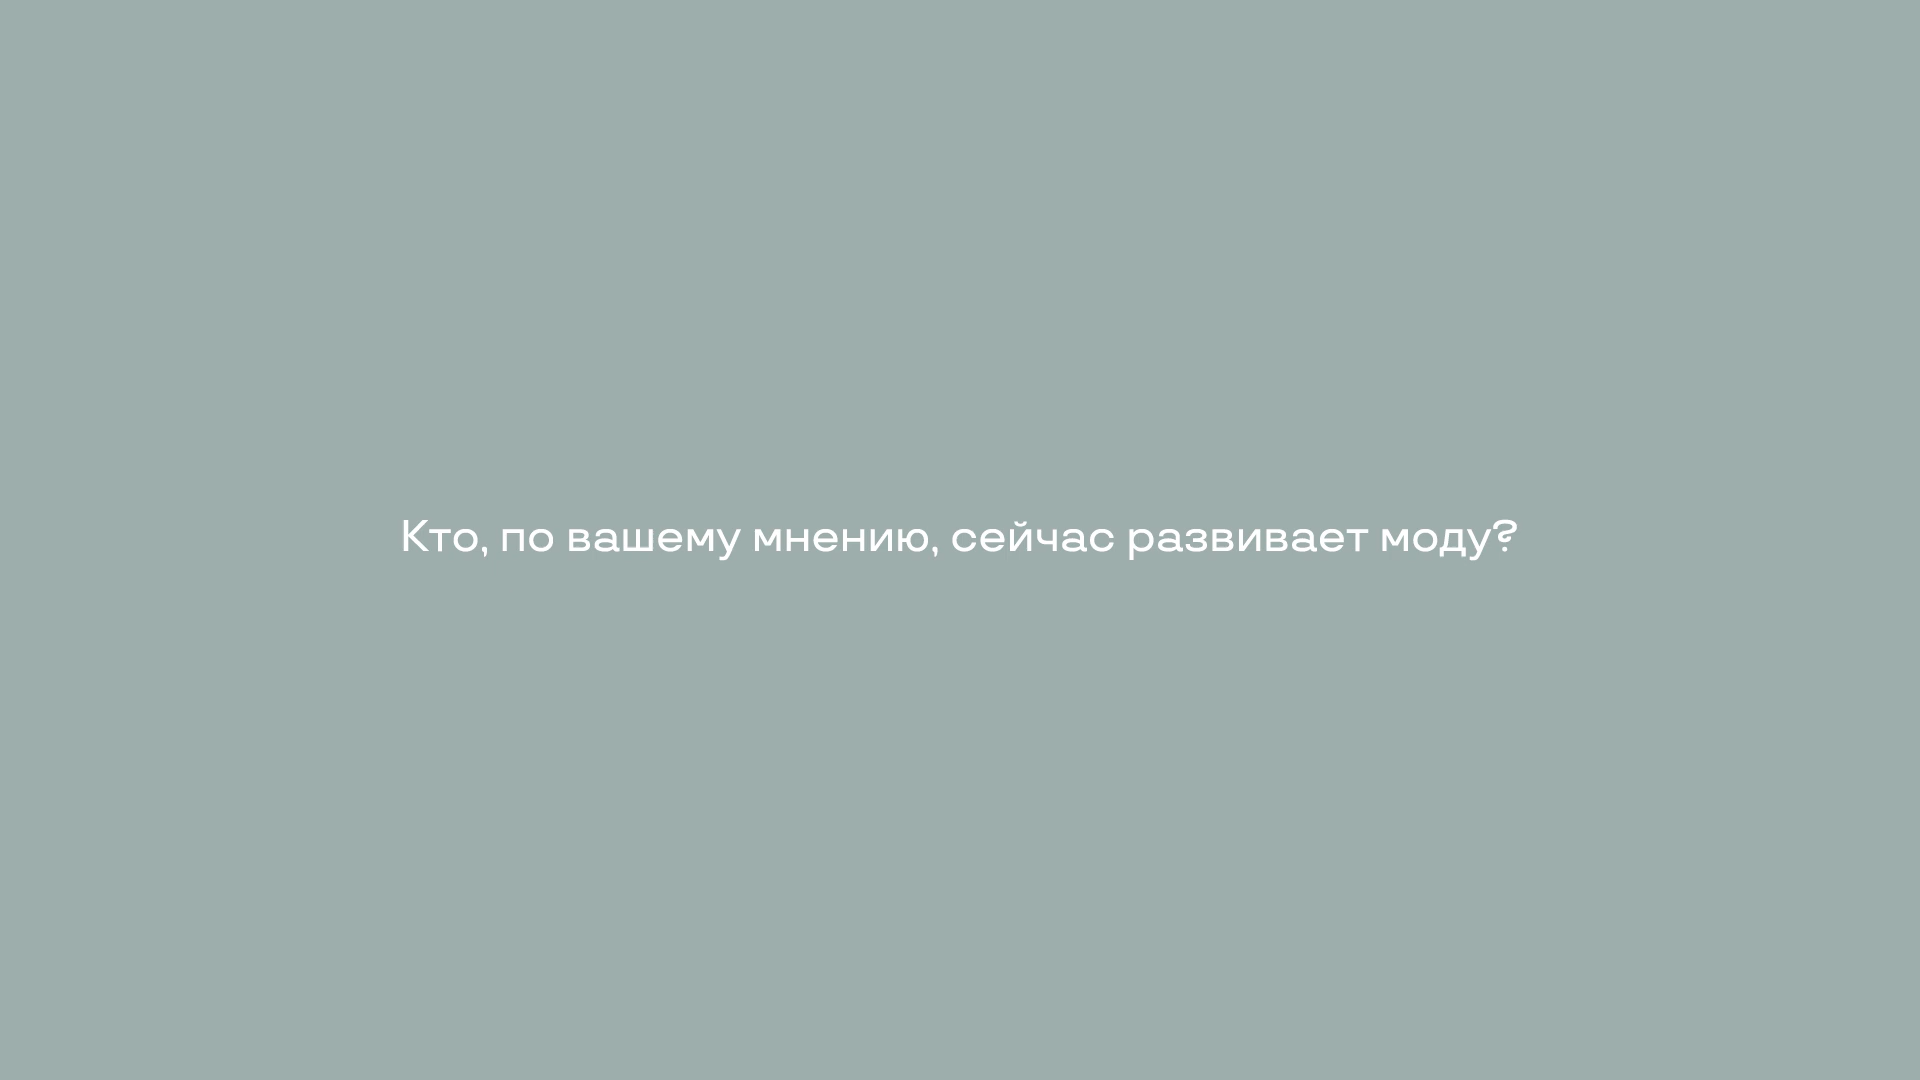 Кто, по вашему мнению, сейчас развивает моду?